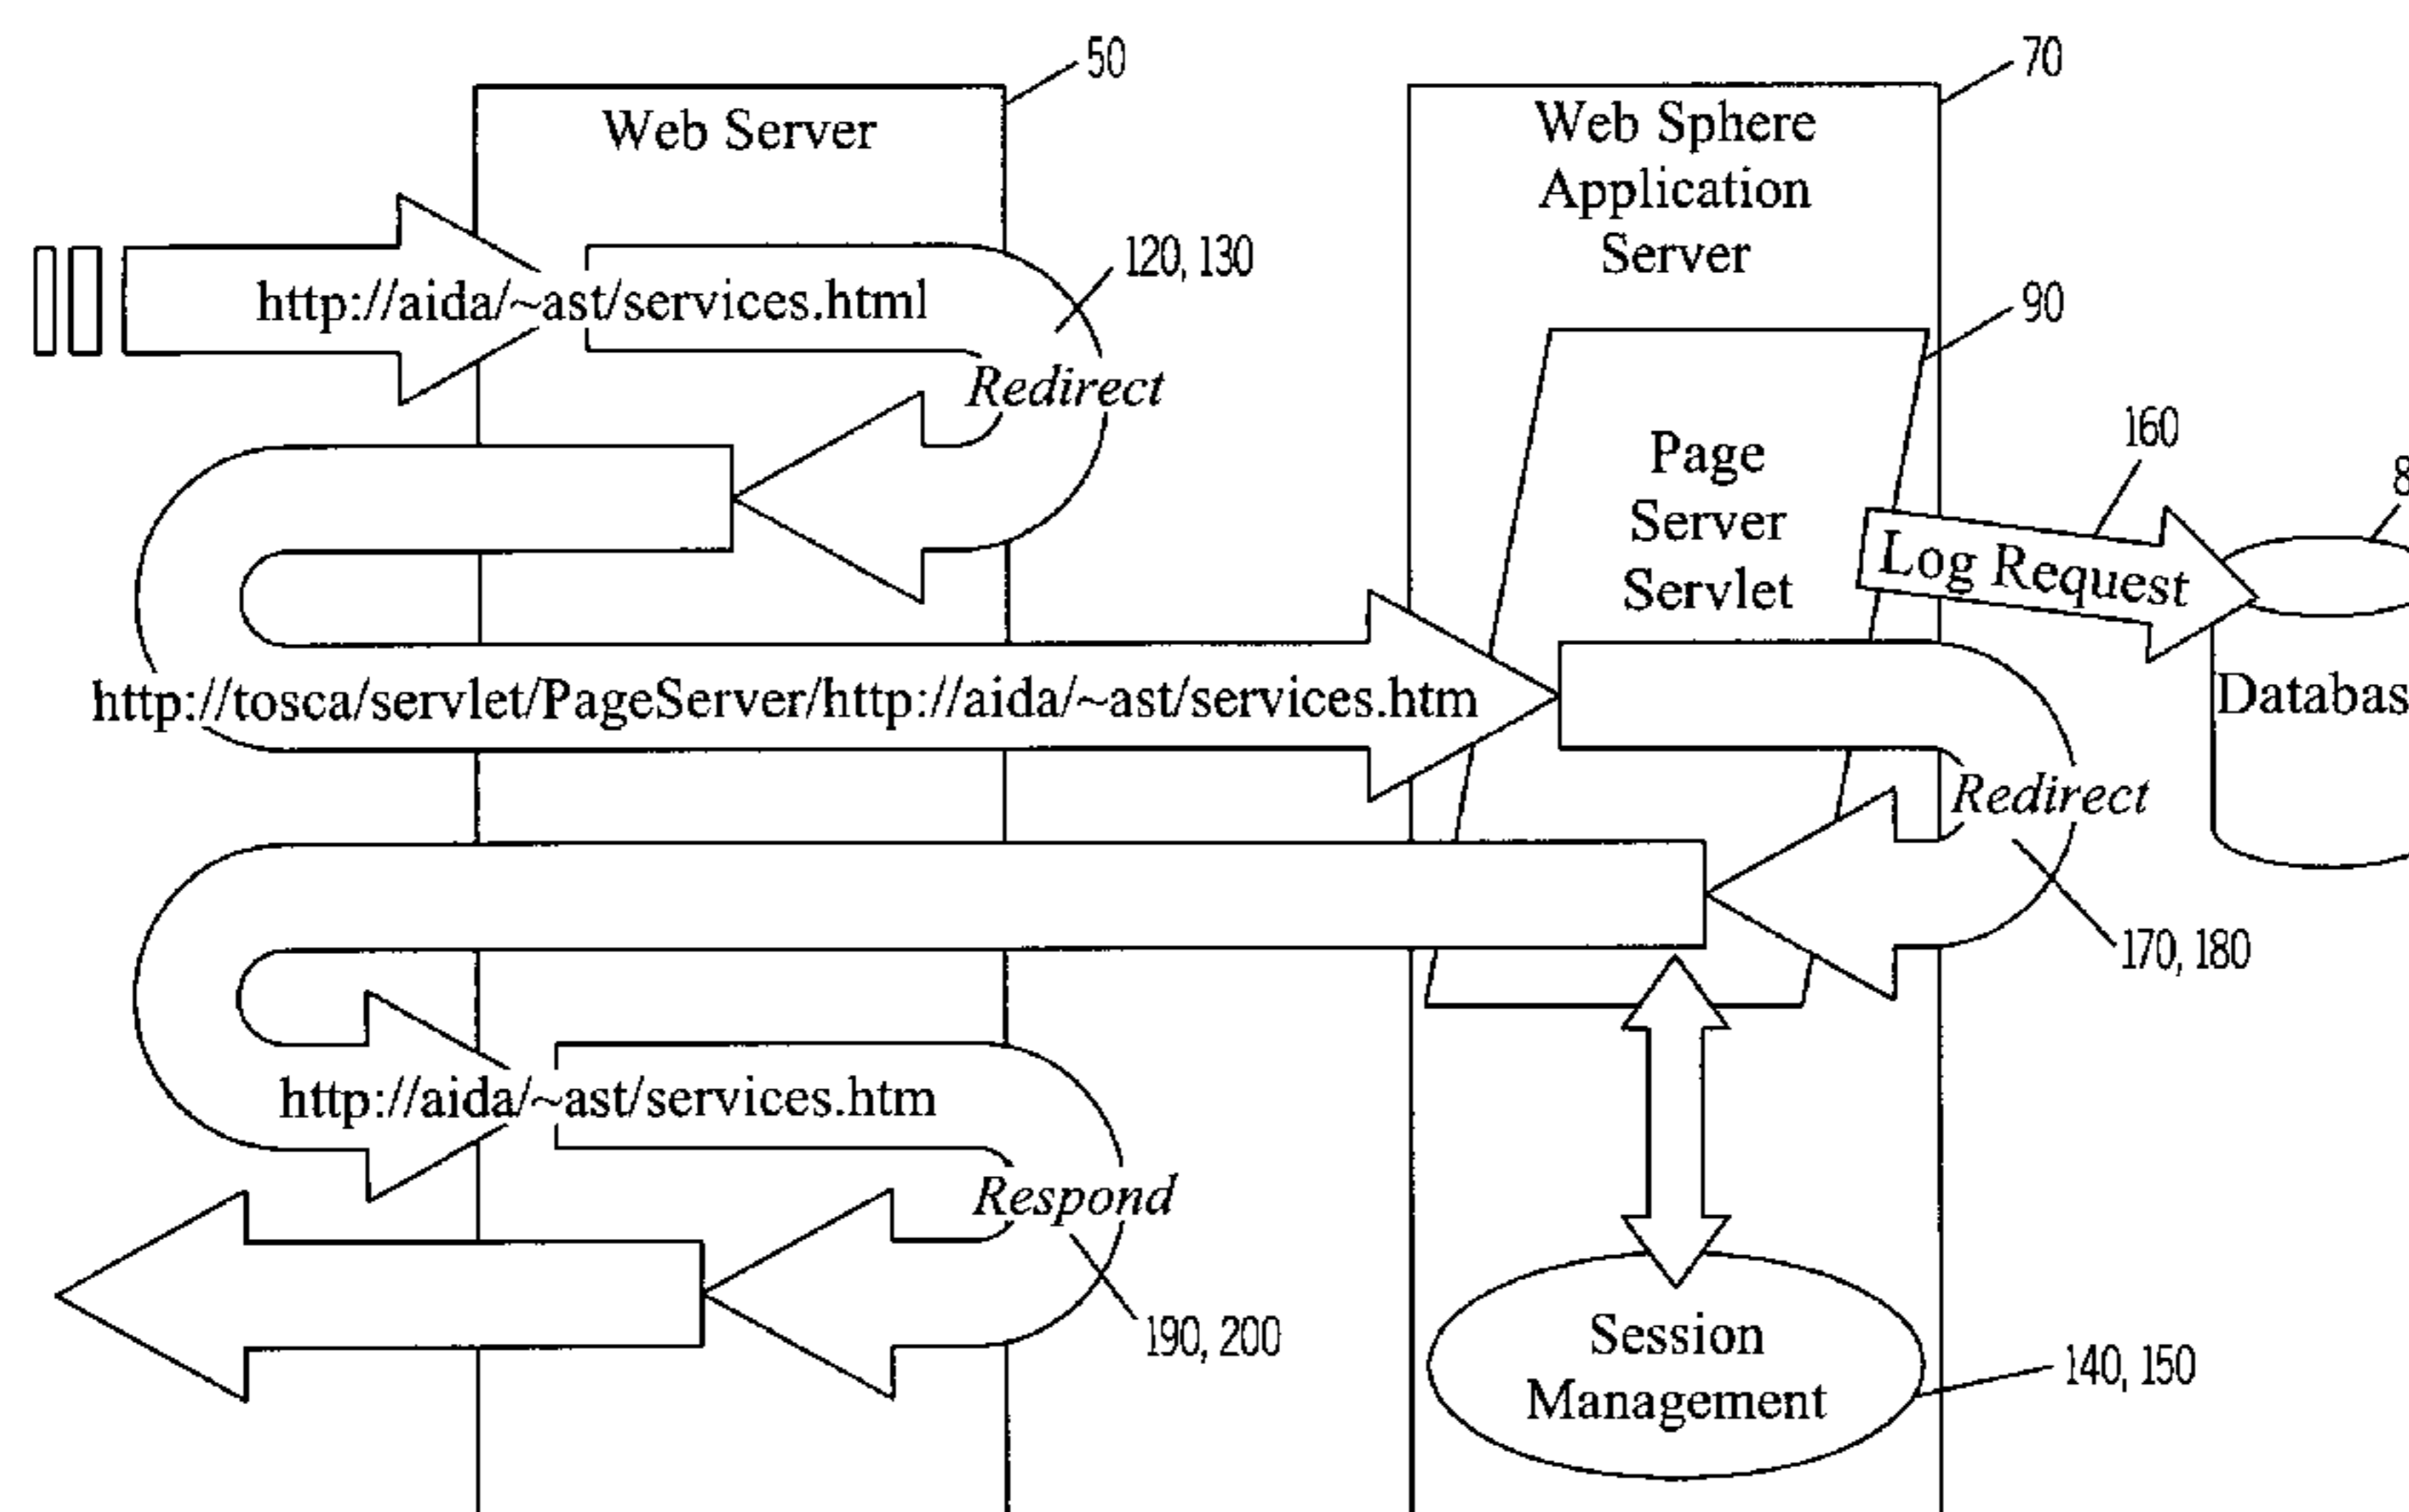 50
70
Web Server
Web Sphere
Application
Server
120, 130
90
http://aida/~ast/services.html
Redirect
160
Page
Server
Servlet
8
Log Request
http://tosca/servlet/PageServer/http://aida/~ast/services.htm
Databas
Redirect
170, 180
http://aida/~ast/services.htm
Respond
190, 200
Session
Management
140, 150